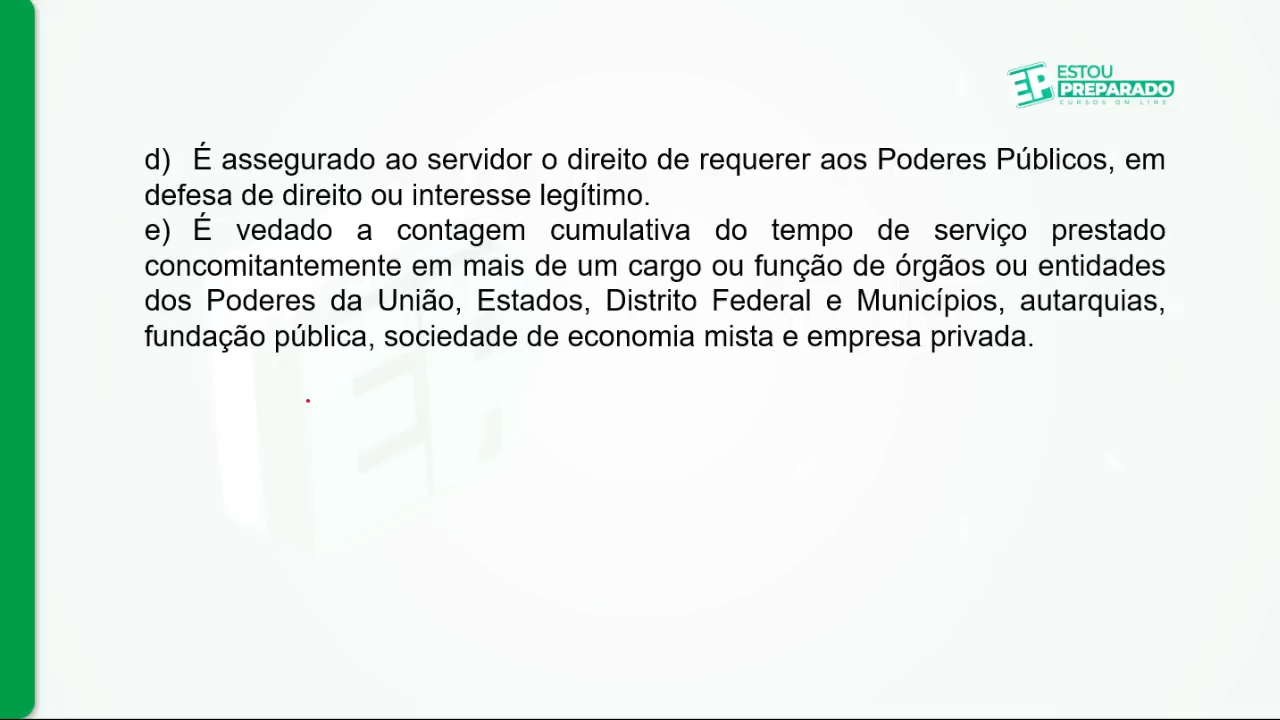 ESTOU
PREPARADO
CURSOS ON LINE
d) É assegurado ao servidor o direito de requerer aos Poderes Públicos, em
defesa de direito ou interesse legítimo.
e) É vedado a contagem cumulativa do tempo de serviço prestado
concomitantemente em mais de um cargo ou função de órgãos ou entidades
dos Poderes da União, Estados, Distrito Federal e Municípios, autarquias,
fundação pública, sociedade de economia mista e empresa privada.